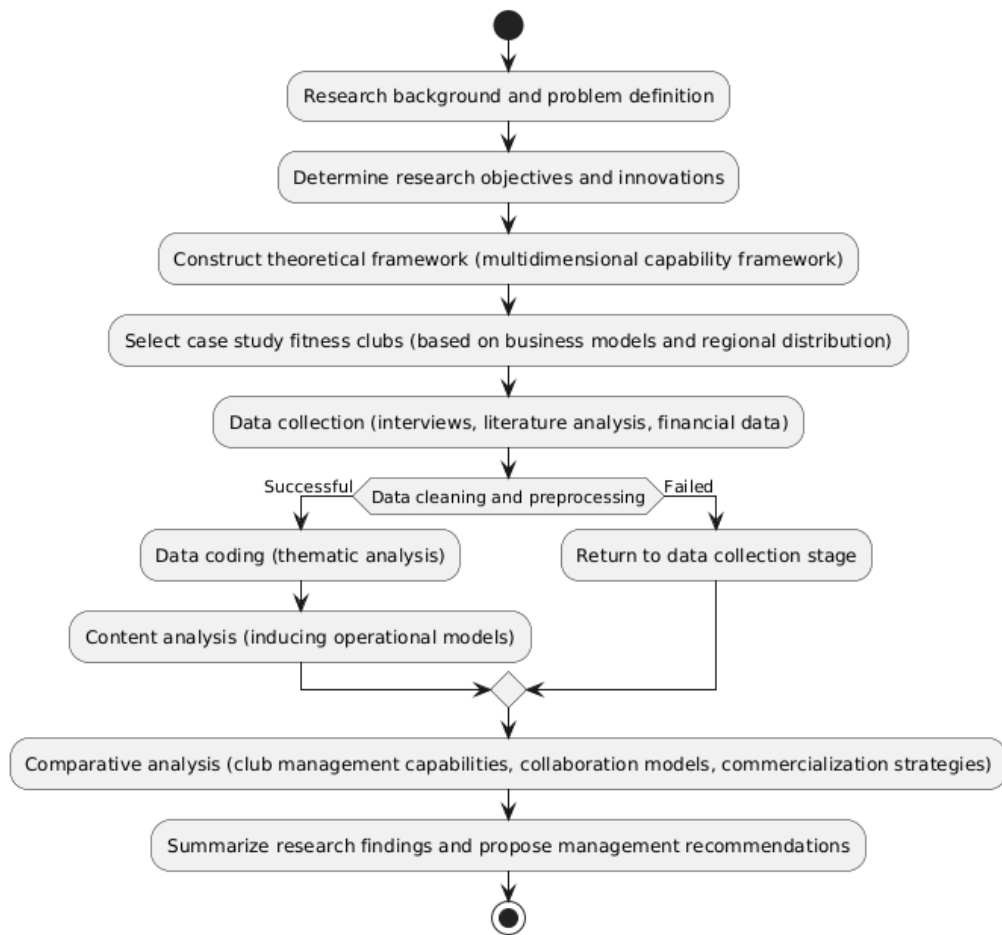 Research background and problem definition
Determine research objectives and innovations
Construct theoretical framework (multidimensional capability framework)
Select case study fitness clubs (based on business models and regional distribution)
Data collection (interviews, literature analysis, financial data)
Successful
Data cleaning and preprocessing
Failed
Data coding (thematic analysis)
Return to data collection stage
Content analysis (inducing operational models)
Comparative analysis (club management capabilities, collaboration models, commercialization strategies)
Summarize research findings and propose management recommendations